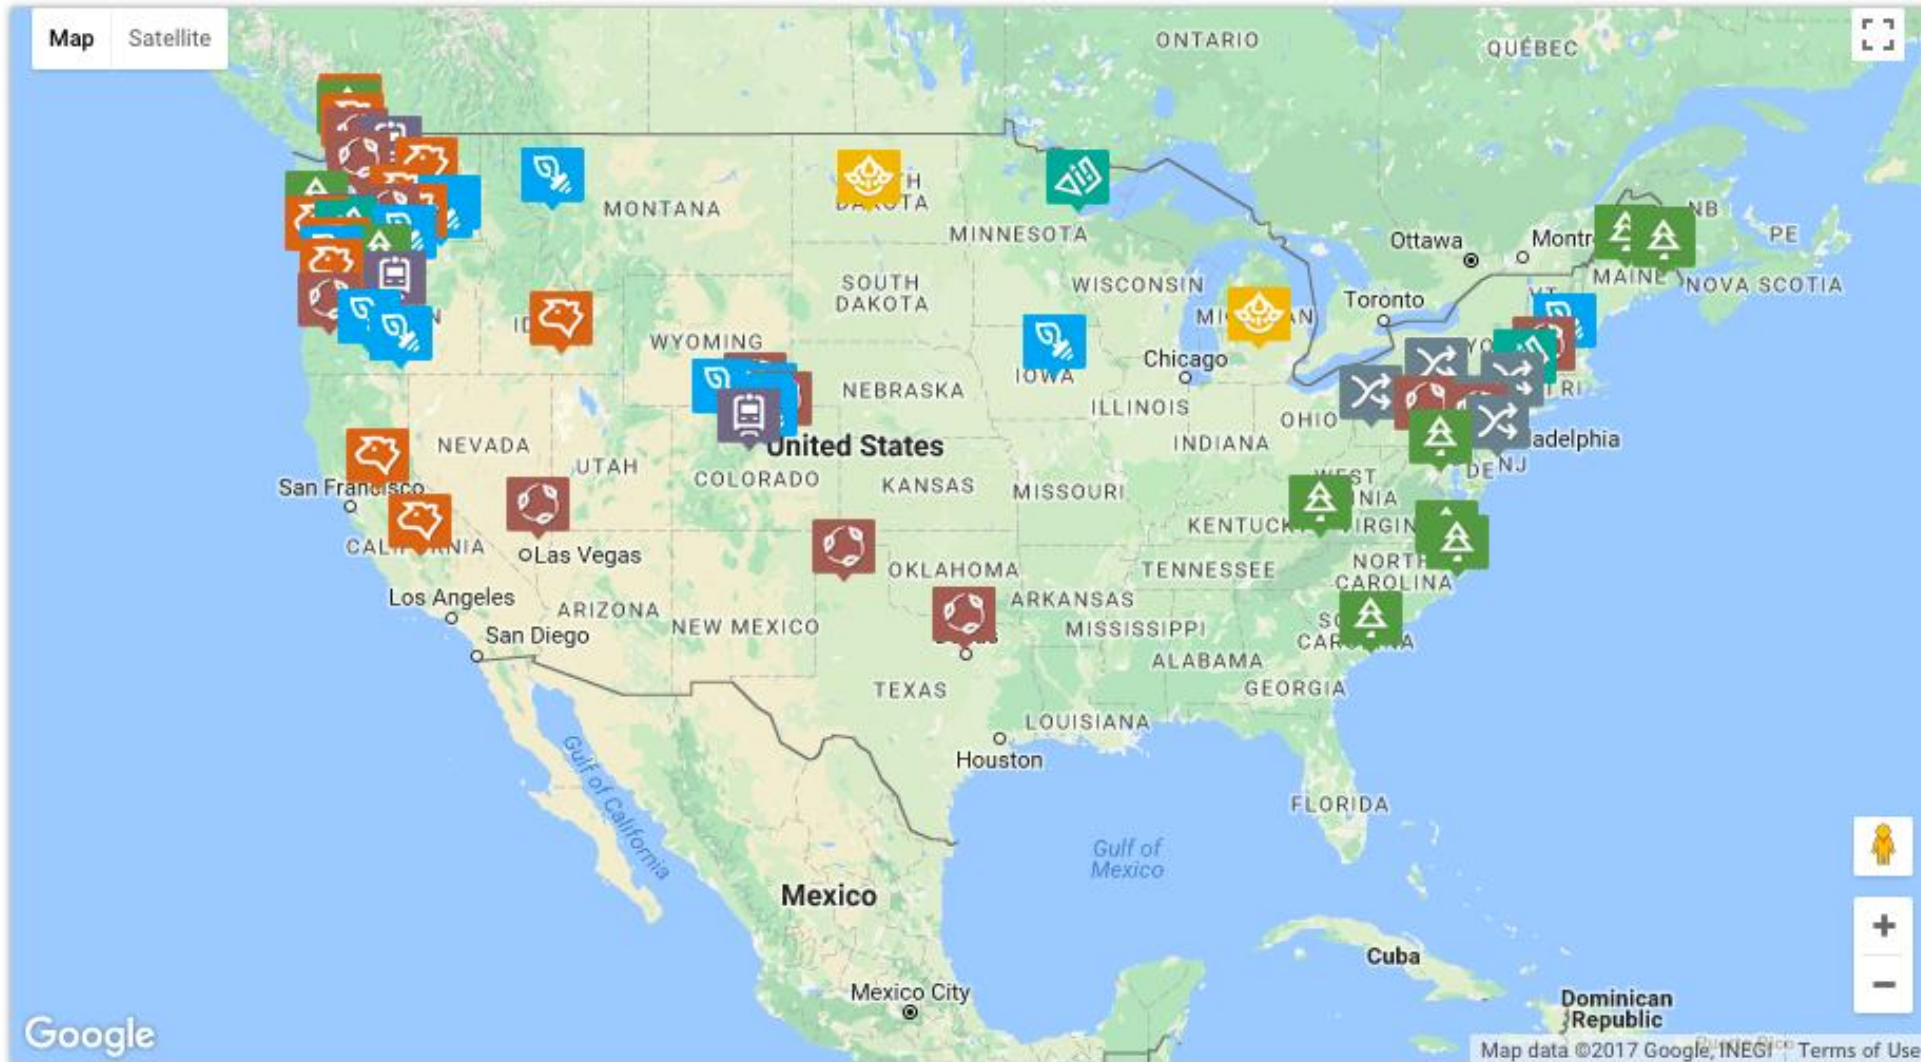 Map Satellite
ONTARIO
QUÉBEC
MONTANA
MINNESOTA
Ottawa
NB
PE
MAINE
NOVA SCOTIA
SOUTH
DAKOTA
WISCONSIN
Toronto
WYOMING
Chicago
IOWA
NEBRASKA
ILLINOIS
OHIO
RI
INDIANA
NEVADA
UTAH
United States
COLORADO
KANSAS
MISSOURI
DE
NJ
San Francisco
CALIFORNIA
Las Vegas
OKLAHOMA
TENNESSEE
NORTH
CAROLINA
Los Angeles
ARIZONA
NEW MEXICO
ARKANSAS
MISSISSIPPI
San Diego
ALABAMA
TEXAS
GEORGIA
LOUISIANA
Houston
FLORIDA
Gulf of California
Gulf of
Mexico
Mexico
Cuba
Mexico City
Dominican
Republic
Google
Map data ©2017 Google, INEGI Terms of Use